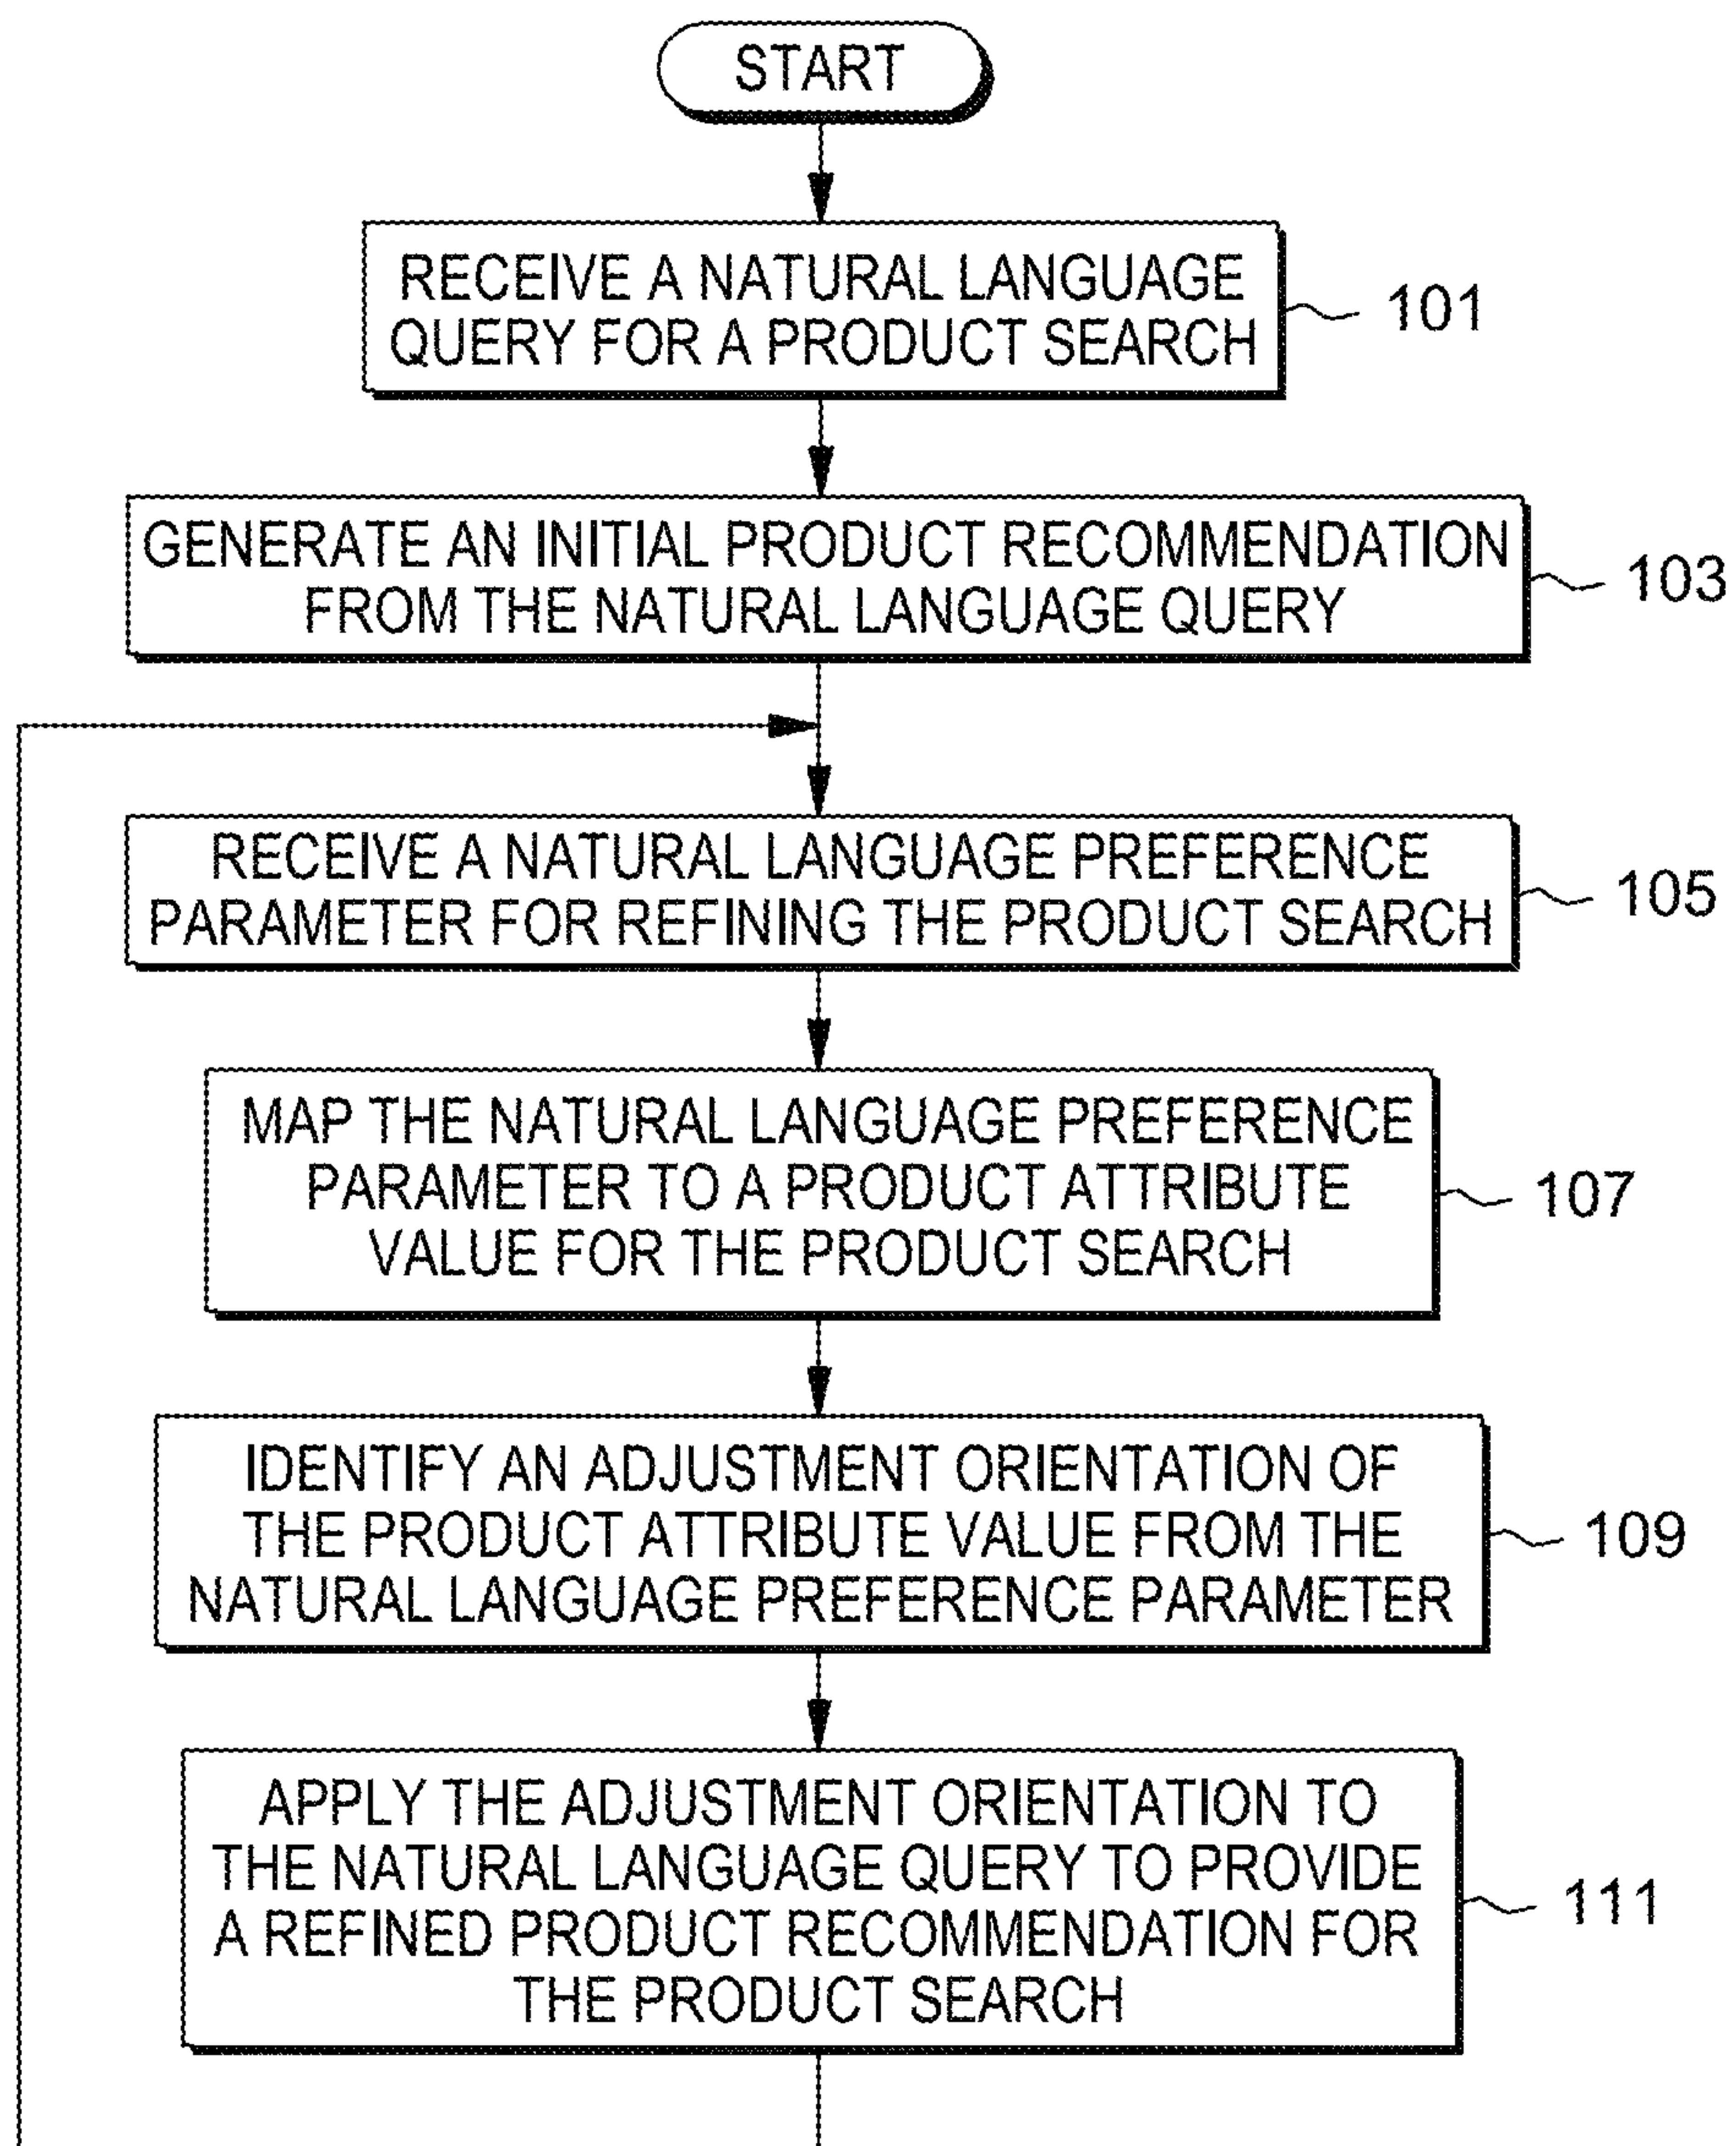 START
RECEIVE A NATURAL LANGUAGE
QUERY FOR A PRODUCT SEARCH
101
GENERATE AN INITIAL PRODUCT RECOMMENDATION
FROM THE NATURAL LANGUAGE QUERY
103
RECEIVE A NATURAL LANGUAGE PREFERENCE
PARAMETER FOR REFINING THE PRODUCT SEARCH
105
MAP THE NATURAL LANGUAGE PREFERENCE
PARAMETER TO A PRODUCT ATTRIBUTE
VALUE FOR THE PRODUCT SEARCH
107
IDENTIFY AN ADJUSTMENT ORIENTATION OF
THE PRODUCT ATTRIBUTE VALUE FROM THE
NATURAL LANGUAGE PREFERENCE PARAMETER
109
APPLY THE ADJUSTMENT ORIENTATION TO
THE NATURAL LANGUAGE QUERY TO PROVIDE
A REFINED PRODUCT RECOMMENDATION FOR
THE PRODUCT SEARCH
111